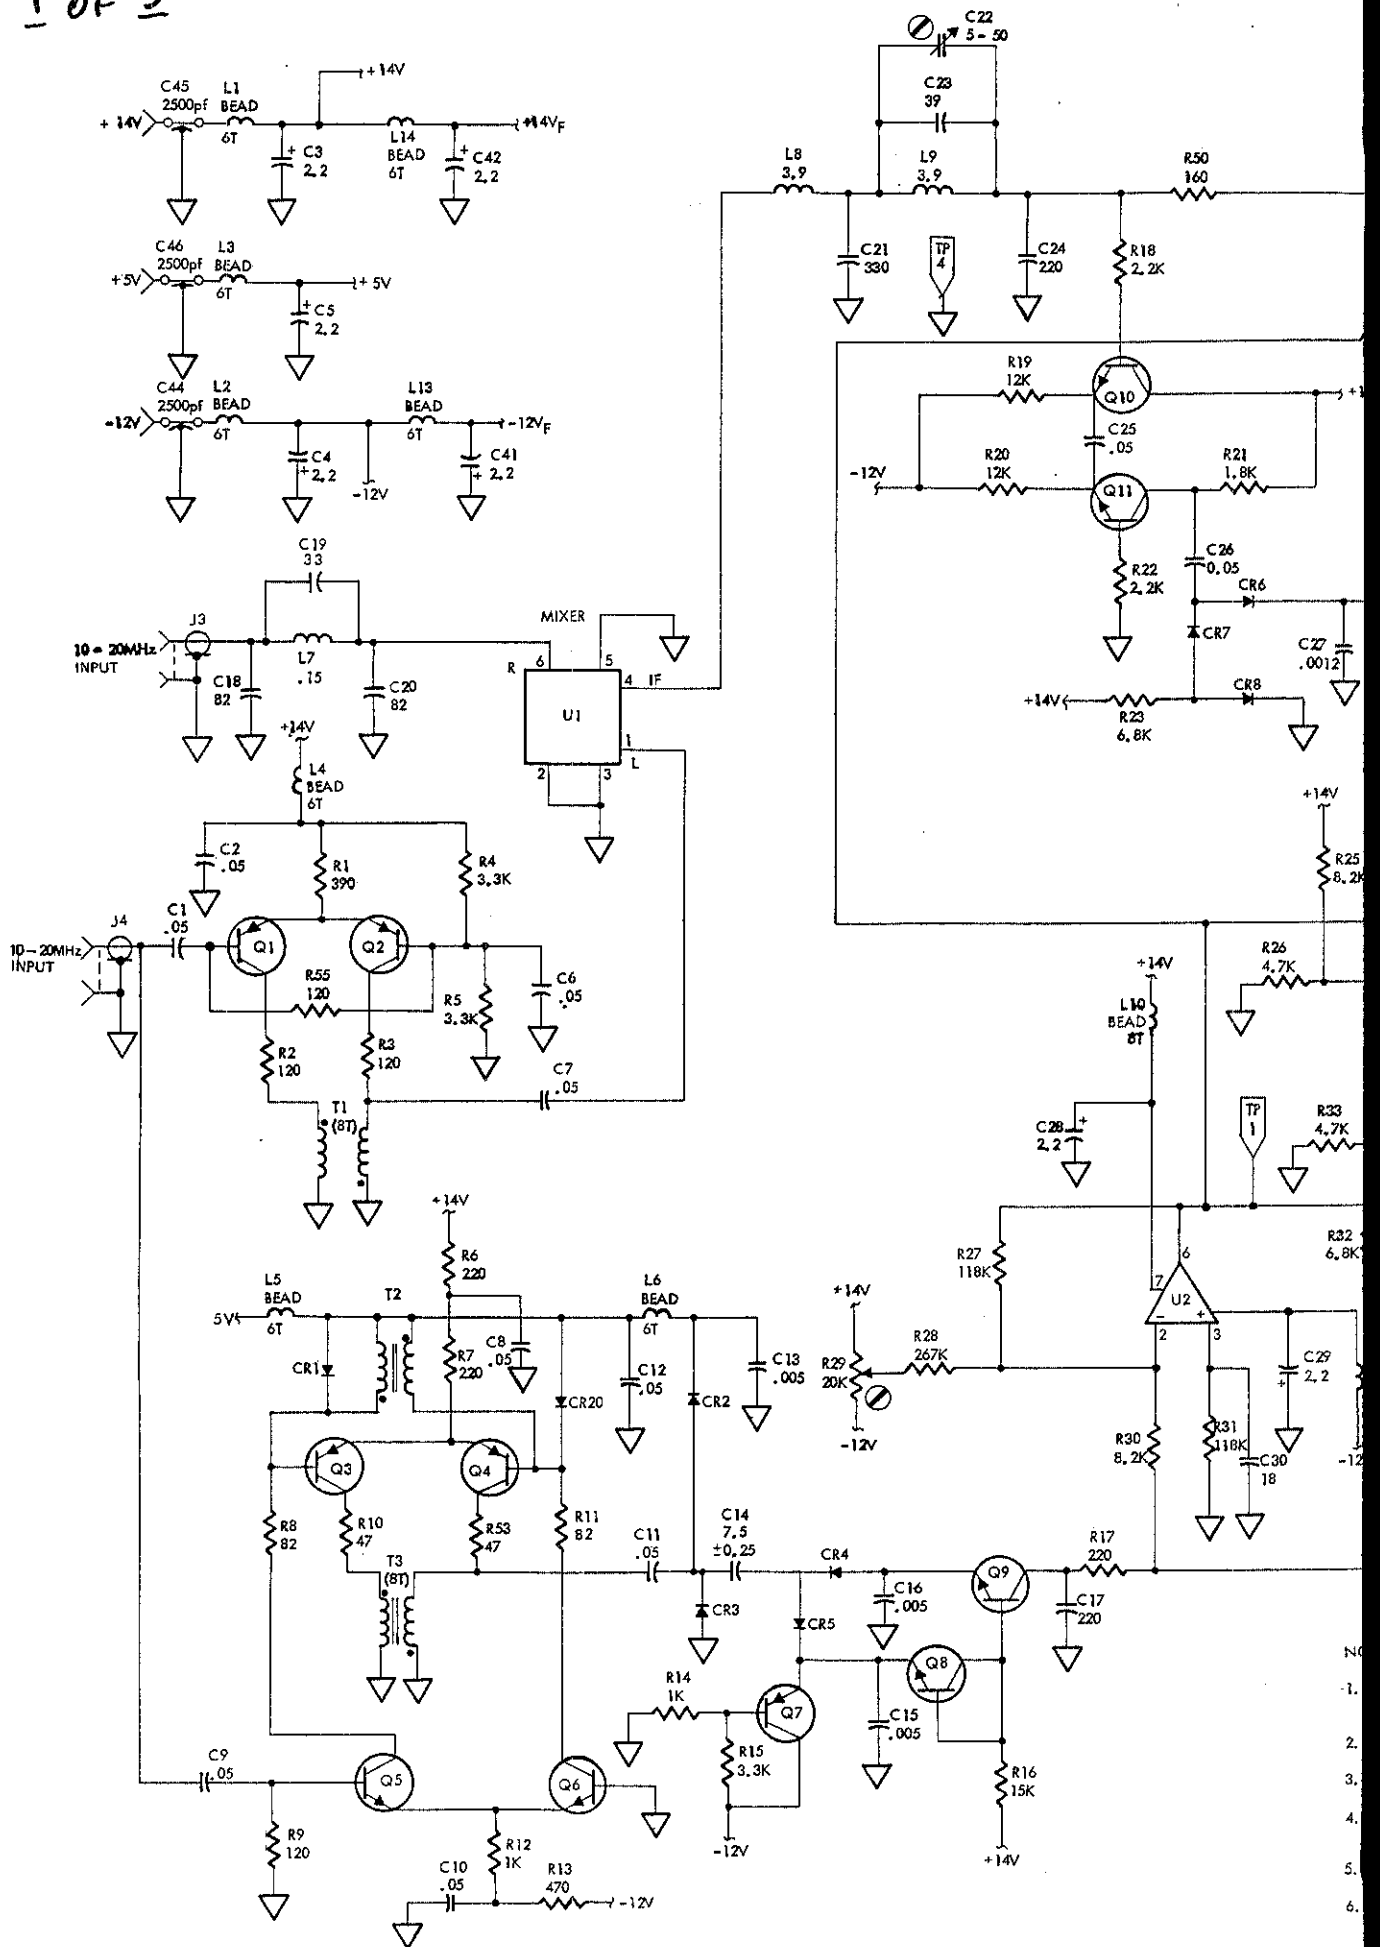 1 OF 3
C22
5 - 50
C23
39
+14V
C45
2500pf
L1
BEAD
6T
+ 14V
C3
2.2
L14
BEAD
6T
C42
2.2
+14VF
L8
3.9
L9
3.9
R50
160
C21
330
TP
4
C24
220
R18
2.2K
C46
2500pf
L3
BEAD
6T
+5V
C5
2.2
+ 5V
C44
2500pf
L2
BEAD
6T
-12V
C4
2.2
-12V
L13
6T
C41
2.2
-12VF
R19
12K
Q10
C25
.05
R20
12K
-12V
Q11
R21
1.8K
C26
0.05
R22
2.2K
CR6
CR7
C27
.0012
CR8
+14V
R23
6.8K
C19
33
J3
10 - 20MHz
INPUT
L7
.15
C18
82
C20
82
MIXER
R
6
5
4
IF
U1
1
L
2
3
+14V
L4
BEAD
6T
C2
.05
R1
390
R4
3.3K
C1
.05
J4
10-20MHz
INPUT
Q1
Q2
R55
120
R5
3.3K
C6
.05
R2
120
R3
120
C7
.05
T1
(8T)
+14V
R25
8.2K
R26
4.7K
+14V
L10
BEAD
8T
C28
2.2
TP
1
R33
4.7K
R32
6.8K
R27
118K
6
7
U2
-
+
2
3
+14V
R29
20K
-12V
R28
267K
C29
2.2
R30
8.2K
R31
118K
C30
18
-12
+14V
R6
220
L5
BEAD
6T
5V
T2
R7
220
C8
.05
L6
BEAD
6T
CR1
CR20
C12
.05
C13
.005
CR2
Q3
Q4
R8
82
R10
47
R53
47
R11
82
T3
(8T)
C11
.05
C14
7.5
±0.25
CR4
CR3
CR5
C16
.005
Q9
C17
220
R17
220
Q8
R14
1K
Q7
C15
.005
R15
3.3K
R16
15K
-12V
+14V
C9
.05
Q5
Q6
R9
120
R12
1K
C10
.05
R13
470
-12V
1.
2.
3.
4.
5.
6.